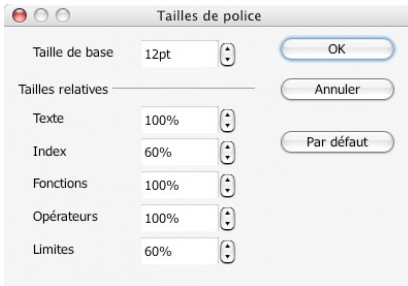 Tailles de police
Taille de base 12pt OK
Tailles relatives Annuler
Texte 100%
Par défaut
Index 60%
Fonctions 100%
Opérateurs 100%
Limites 60%